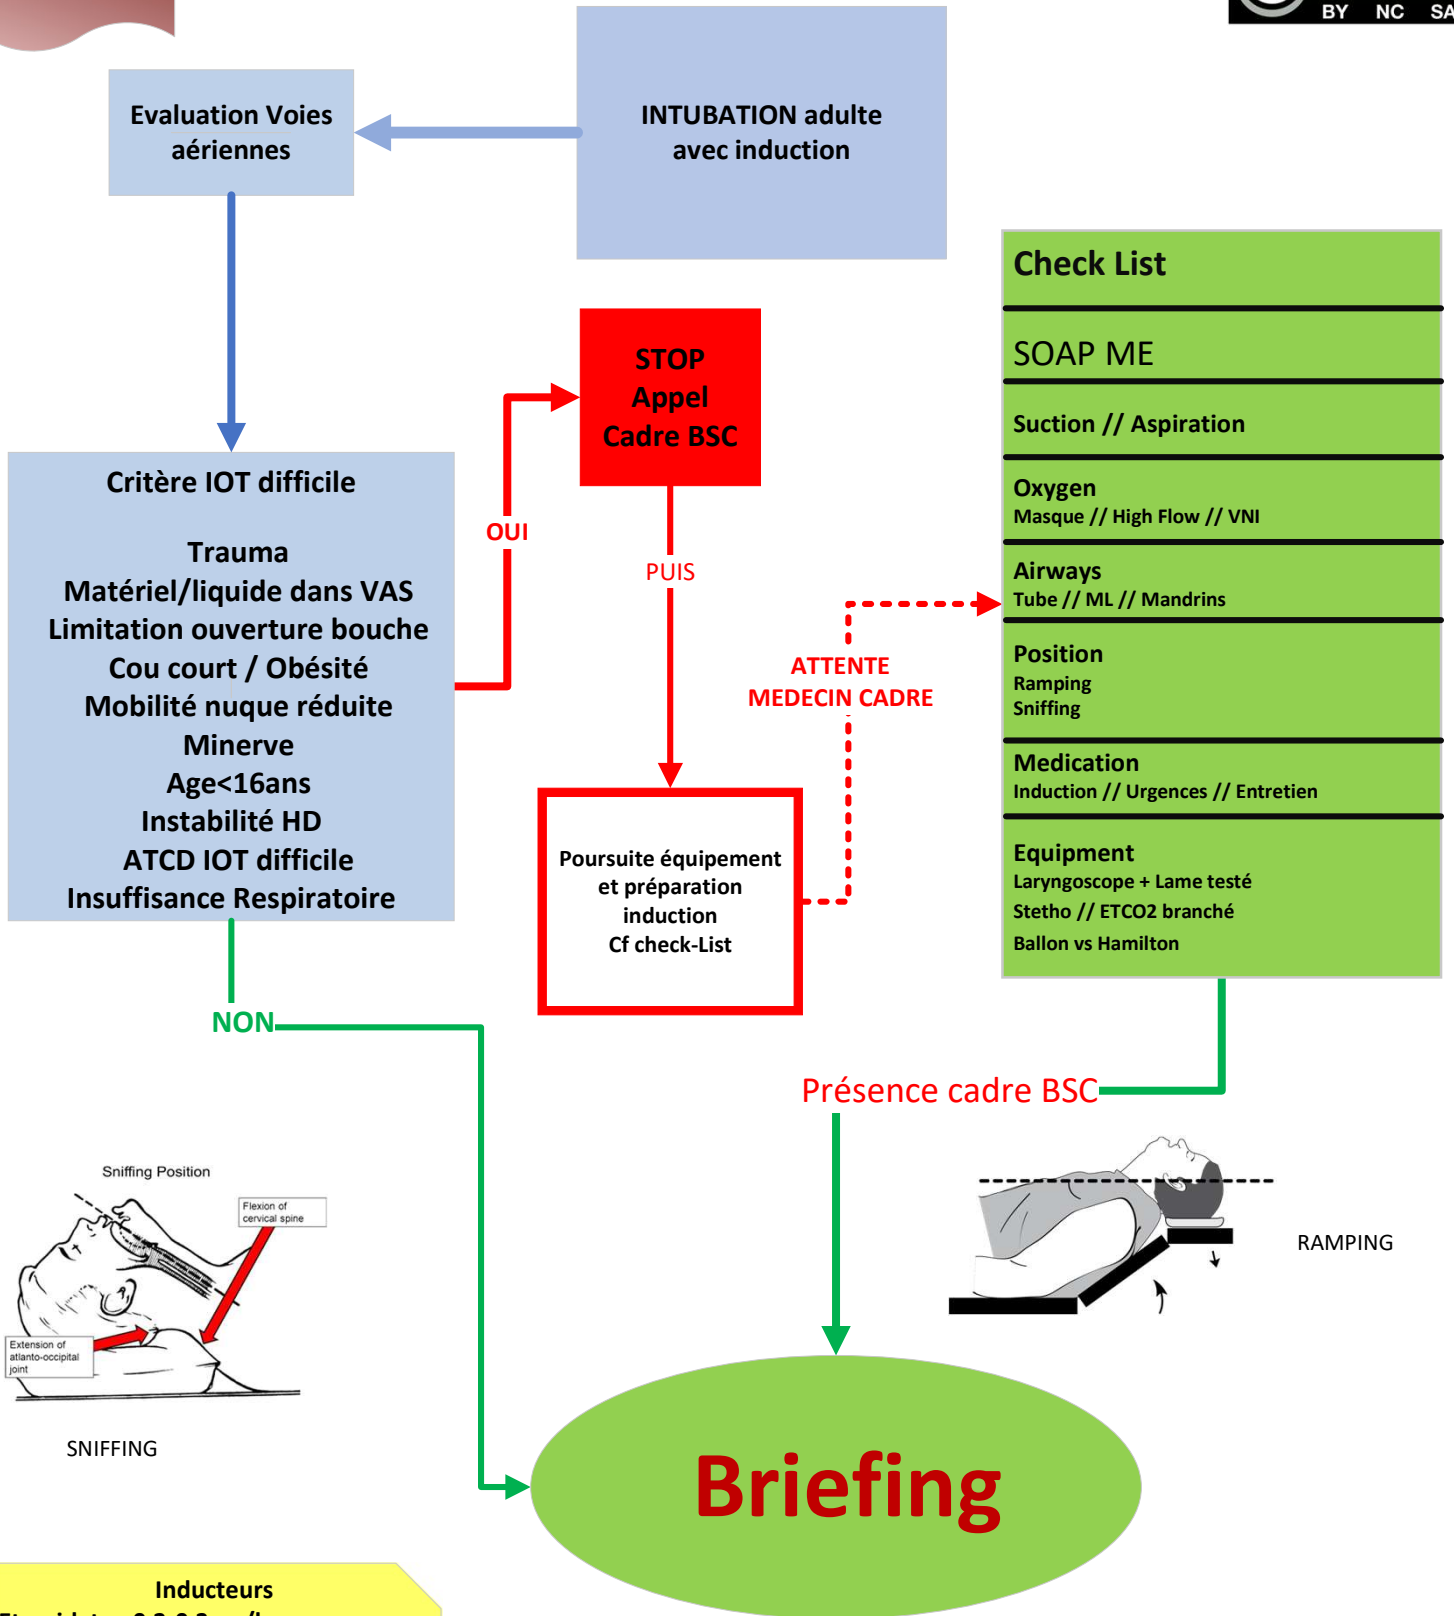 BY NC SA
INTUBATION adulte
avec induction
Evaluation Voies
aériennes
Critère IOT difficile
Trauma
Matériel/liquide dans VAS
Limitation ouverture bouche
Cou court / Obésité
Mobilité nuque réduite
Minerve
Age<16ans
Instabilité HD
ATCD IOT difficile
Insuffisance Respiratoire
OUI
STOP
Appel
Cadre BSC
PUIS
Poursuite équipement
et préparation
induction
Cf check-List
ATTENTE
MEDECIN CADRE
Check List
SOAP ME
Suction // Aspiration
Oxygen
Masque // High Flow // VNI
Airways
Tube // ML // Mandrins
Position
Ramping
Sniffing
Medication
Induction // Urgences // Entretien
Equipment
Laryngoscope + Lame testé
Stetho // ETCO2 branché
Ballon vs Hamilton
NON
Présence cadre BSC
Sniffing Position
Flexion of
cervical spine
Extension of
atlanto-occipital
joint
SNIFFING
RAMPING
Briefing
Inducteurs